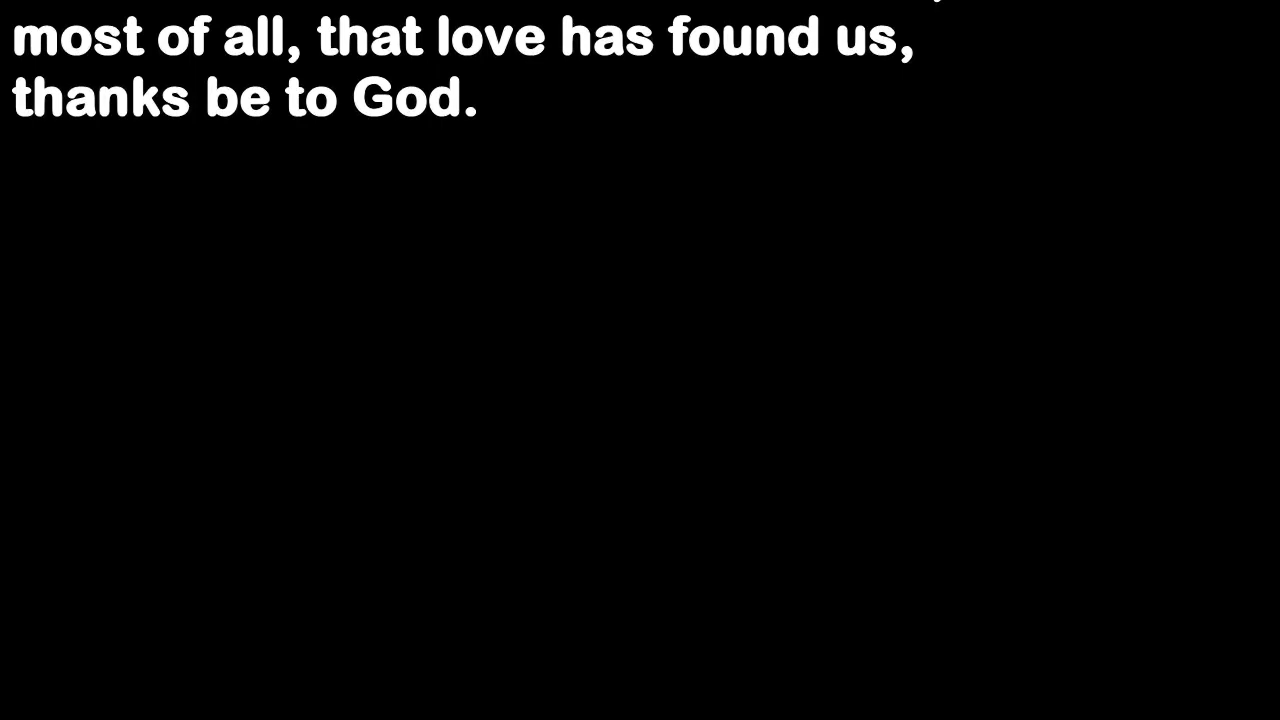 most of all, that love has found us,
thanks be to God.